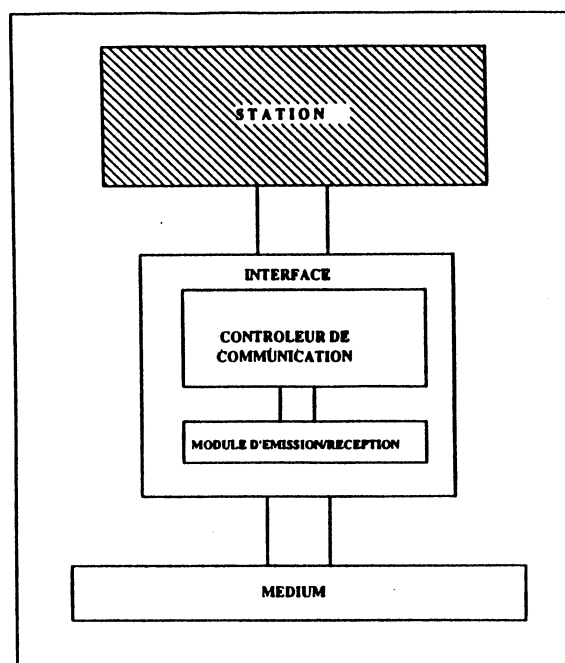 STATION
INTERFACE
CONTROLEUR DE
COMMUNICATION
MODULE D'EMISSION/RECEPTION
MEDIUM